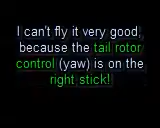 I can't fly it very good,
because the tail rotor
control (yaw) is on the
right stick!